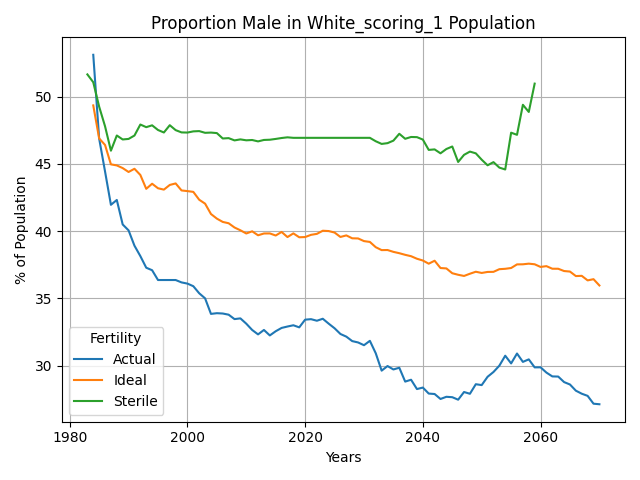 Proportion Male in White_scoring_1 Population
% of Population
50
45
40
35
30
Fertility
Actual
Ideal
Sterile
1980
2000
2020
2040
2060
Years